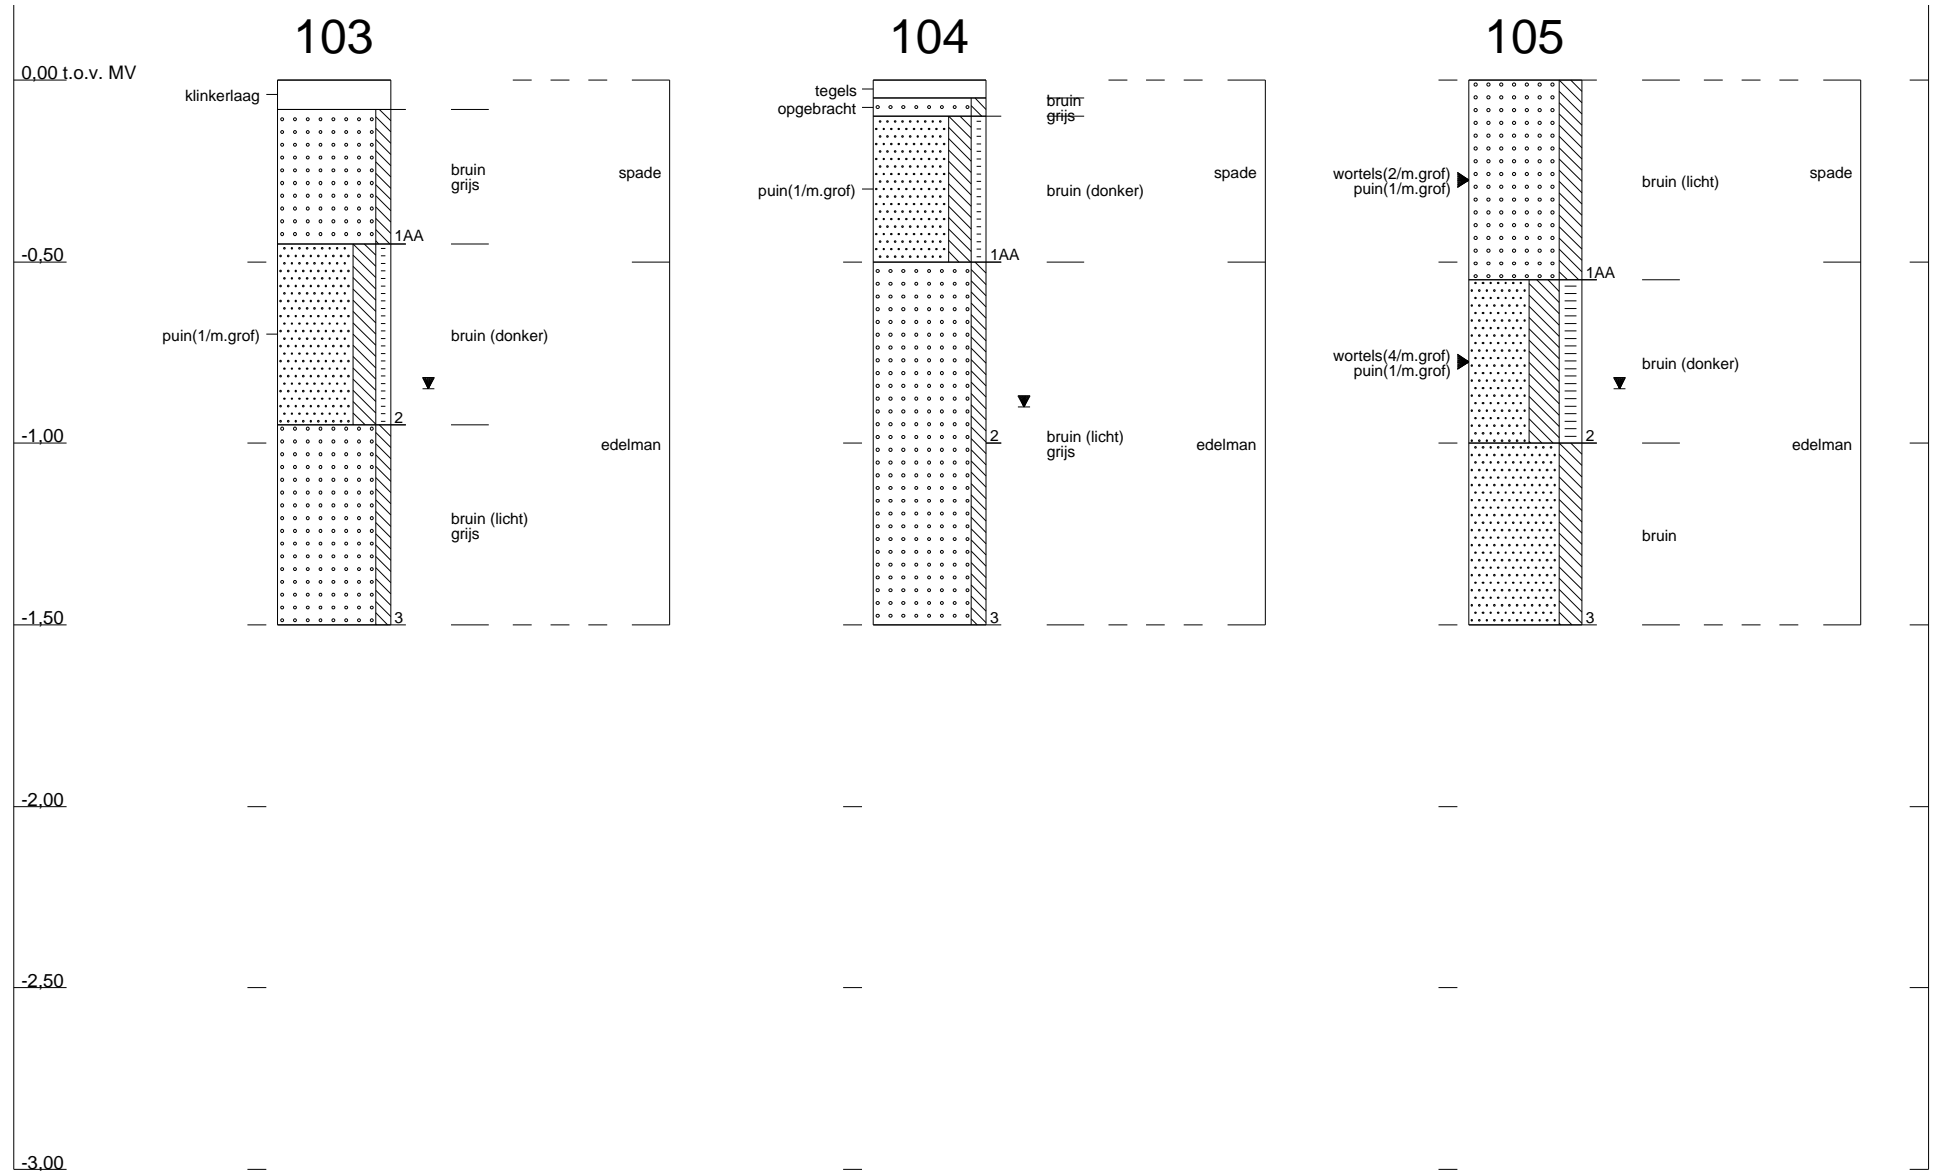 103
104
105
0,00 t.o.v. MV
-0,50
-1,00
-1,50
-2,00
-2,50
-3,00
klinkerlaag
bruin
grijs
spade
1AA
puin(1/m.grof)
bruin (donker)
2
edelman
bruin (licht)
grijs
3
tegels
opgebracht
bruin
grijs
puin(1/m.grof)
bruin (donker)
spade
1AA
2
bruin (licht)
grijs
edelman
3
wortels(2/m.grof)
puin(1/m.grof)
bruin (licht)
spade
1AA
wortels(4/m.grof)
puin(1/m.grof)
bruin (donker)
2
edelman
bruin
3